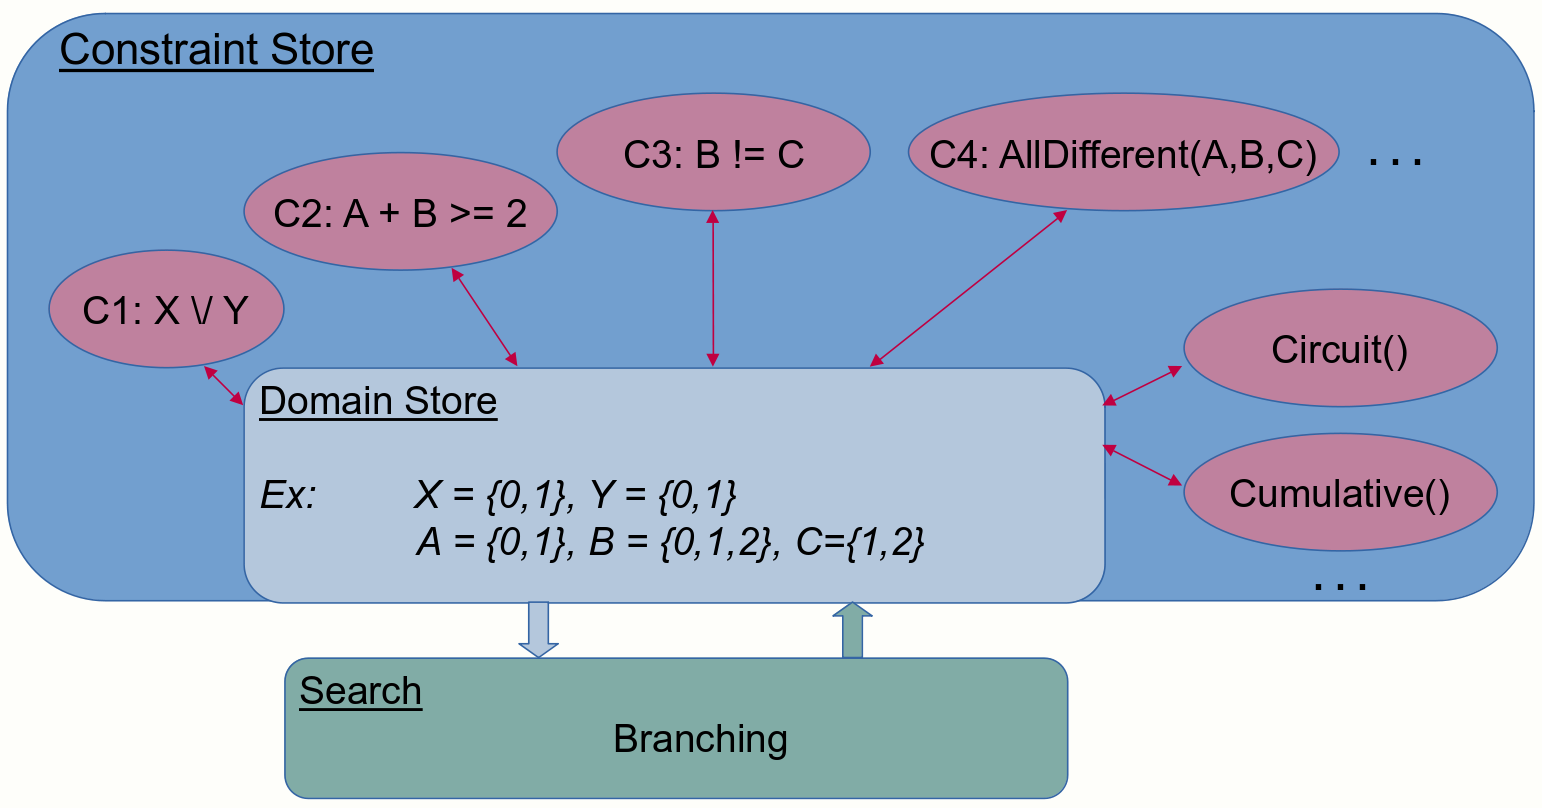 Constraint Store
C3: B != C
C4: AllDifferent(A,B,C)
. . .
C2: A + B >= 2
C1: X \/ Y
Circuit()
Domain Store
Ex: X = {0,1}, Y = {0,1}
A = {0,1}, B = {0,1,2}, C={1,2}
Cumulative()
. . .
Search
Branching